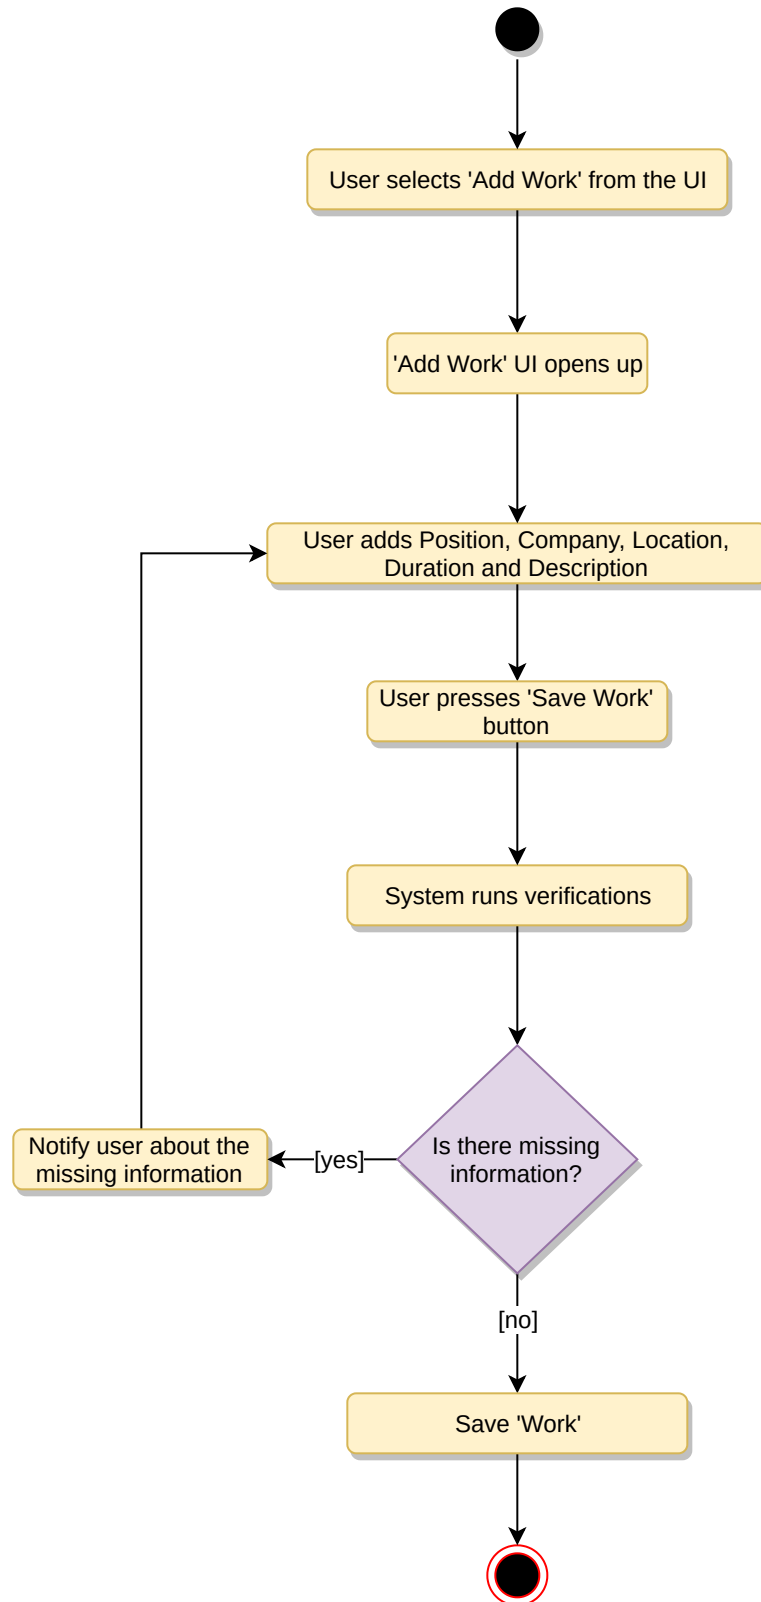 User selects 'Add Work' from the UI
'Add Work' UI opens up
User adds Position, Company, Location,
Duration and Description
User presses 'Save Work'
button
System runs verifications
Is there missing
information?
[yes]
Notify user about the
missing information
[no]
Save 'Work'